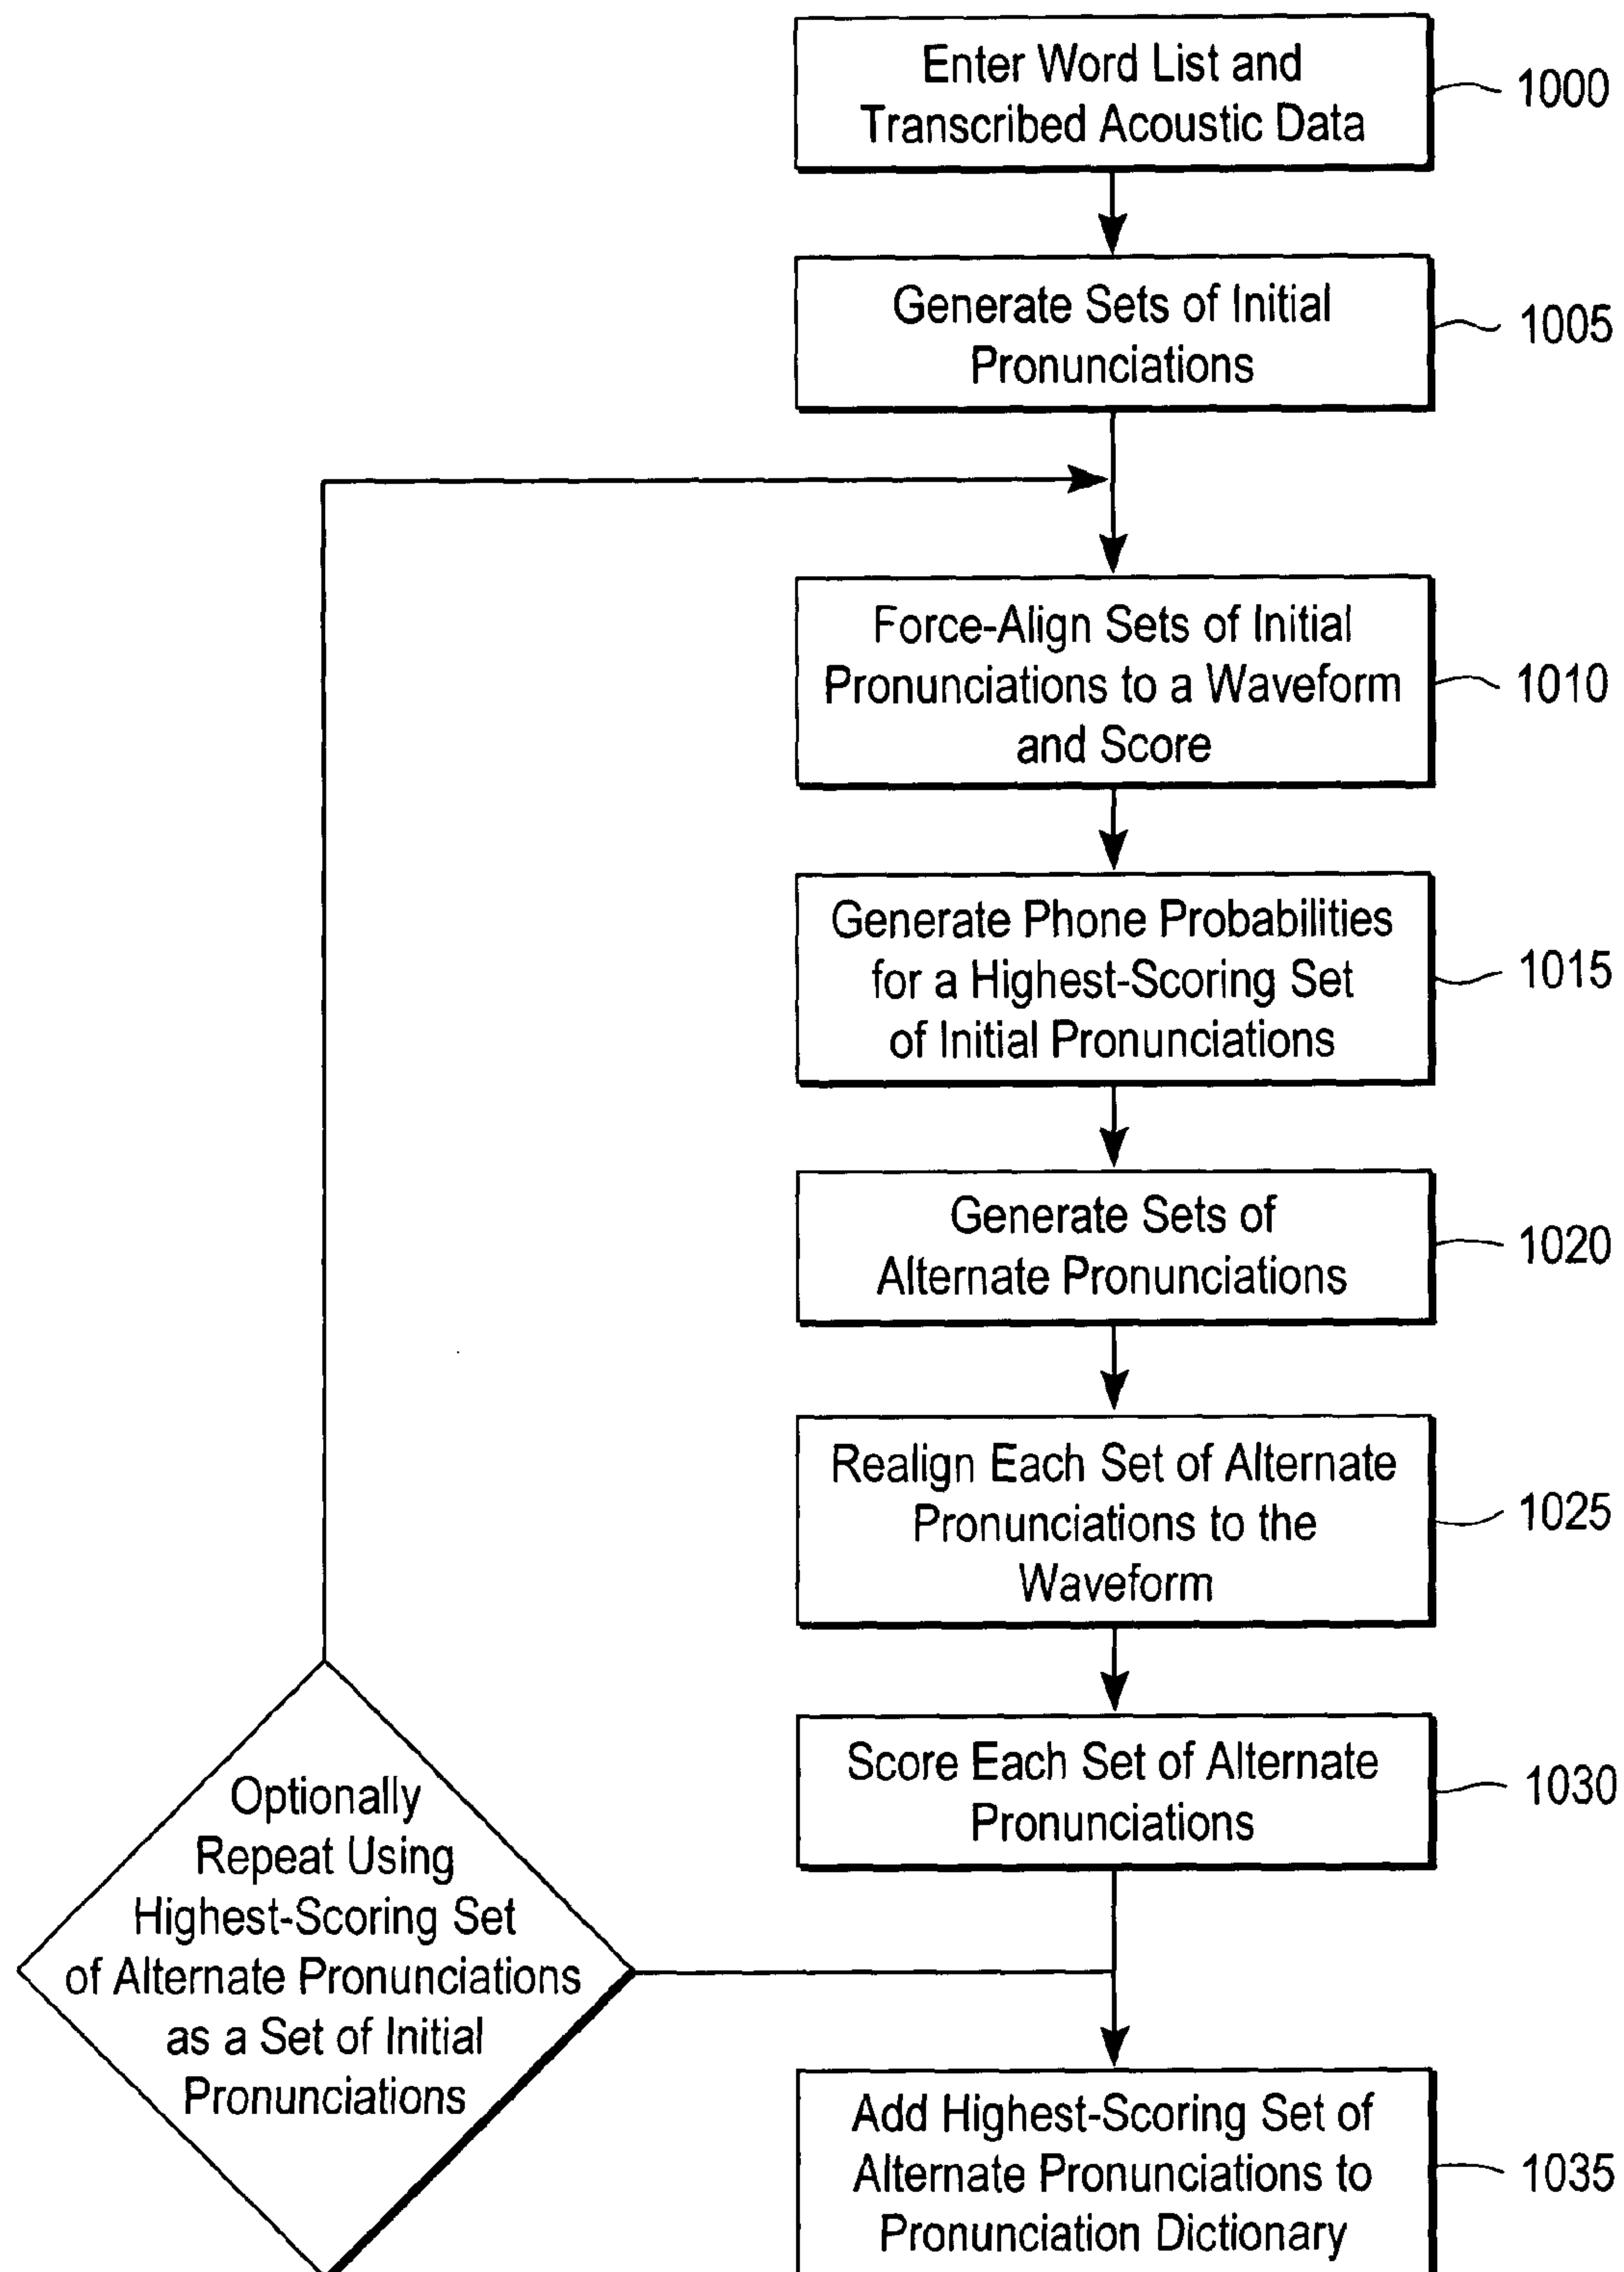 Enter Word List and
Transcribed Acoustic Data
1000
Generate Sets of Initial
Pronunciations
1005
Force-Align Sets of Initial
Pronunciations to a Waveform
and Score
1010
Generate Phone Probabilities
for a Highest-Scoring Set
of Initial Pronunciations
1015
Generate Sets of
Alternate Pronunciations
1020
Realign Each Set of Alternate
Pronunciations to the
Waveform
1025
Score Each Set of Alternate
Pronunciations
1030
Optionally
Repeat Using
Highest-Scoring Set
of Alternate Pronunciations
as a Set of Initial
Pronunciations
Add Highest-Scoring Set of
Alternate Pronunciations to
Pronunciation Dictionary
1035